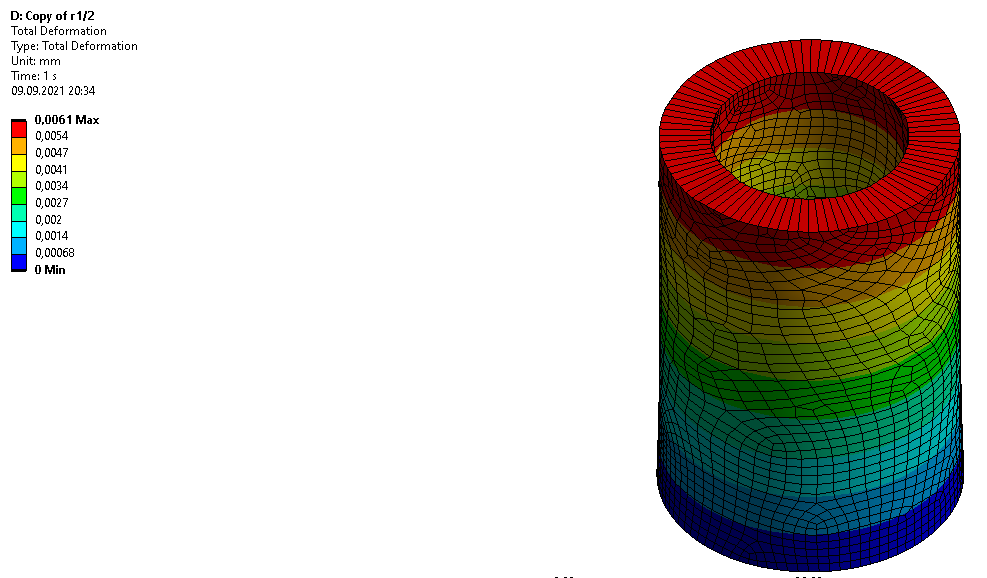 D: Copy of r1/2
Total Deformation
Type: Total Deformation
Unit: mm
Time: 1 s
09.09.2021 20:34
0,0061 Max
0,0054
0,0047
0,0041
0,0034
0,0027
0,002
0,0014
0,00068
0 Min